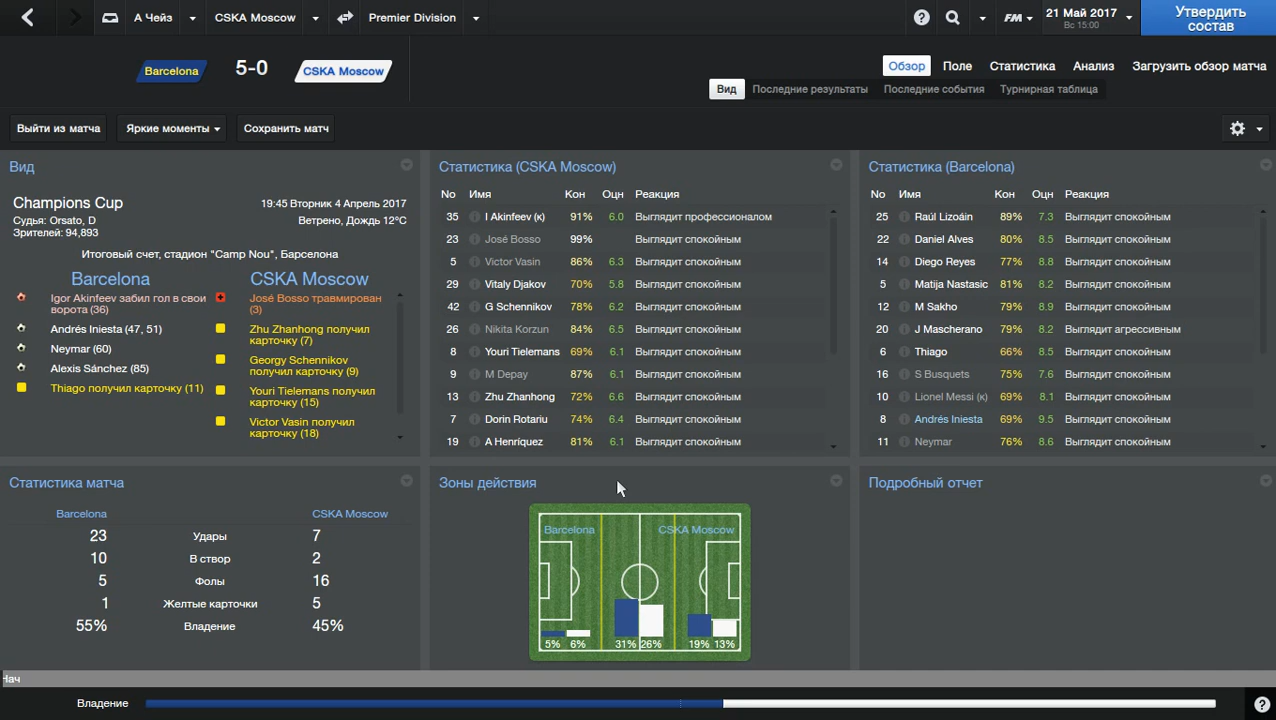 А Чейз CSKA Moscow Premier Division FM 21 Май 2017 Вс 15:00 Утвердить состав
Barcelona 5-0 CSKA Moscow
Обзор Поле Статистика Анализ Загрузить обзор матча
Вид Последние результаты Последние события Турнирная таблица
Выйти из матча Яркие моменты Сохранить матч
Вид
Champions Cup 19:45 Вторник 4 Апрель 2017
Судья: Orsato, D Ветрено, Дождь 12°C
Зрителей: 94,893
Итоговый счет, стадион "Camp Nou", Барселона
Barcelona CSKA Moscow
Igor Akinfeev забил гол в свои
ворота (36)
Andrés Iniesta (47, 51)
Neymar (60)
Alexis Sánchez (85)
Thiago получил карточку (11)
José Bosso травмирован
(3)
Zhu Zhanhong получил
карточку (7)
Georgy Schennikov
получил карточку (9)
Youri Tielemans получил
карточку (15)
Victor Vasin получил
карточку (18)
Статистика (CSKA Moscow)
No Имя Кон Оцн Реакция
35 I Akinfeev (к) 91% 6.0 Выглядит профессионалом
23 José Bosso 99% Выглядит спокойным
5 Victor Vasin 86% 6.3 Выглядит спокойным
29 Vitaly Djakov 70% 5.8 Выглядит спокойным
42 G Schennikov 78% 6.2 Выглядит спокойным
26 Nikita Korzun 84% 6.5 Выглядит спокойным
8 Youri Tielemans 69% 6.1 Выглядит спокойным
9 M Depay 87% 6.1 Выглядит спокойным
13 Zhu Zhanhong 72% 6.6 Выглядит спокойным
7 Dorin Rotariu 74% 6.4 Выглядит спокойным
19 A Henríquez 81% 6.1 Выглядит спокойным
Статистика (Barcelona)
No Имя Кон Оцн Реакция
25 Raúl Lizoáin 89% 7.3 Выглядит спокойным
22 Daniel Alves 80% 8.5 Выглядит спокойным
14 Diego Reyes 77% 8.8 Выглядит спокойным
5 Matija Nastasic 81% 8.2 Выглядит спокойным
12 M Sakho 79% 8.9 Выглядит спокойным
20 J Mascherano 79% 8.2 Выглядит агрессивным
6 Thiago 66% 8.5 Выглядит спокойным
16 S Busquets 75% 7.6 Выглядит спокойным
10 Lionel Messi (к) 69% 8.1 Выглядит спокойным
8 Andrés Iniesta 69% 9.5 Выглядит спокойным
11 Neymar 76% 8.6 Выглядит спокойным
Статистика матча
Barcelona CSKA Moscow
23 Удары 7
10 В створ 2
5 Фолы 16
1 Желтые карточки 5
55% Владение 45%
Зоны действия
Barcelona CSKA Moscow
5% 6% 31% 26% 19% 13%
Подробный отчет
Нач
Владение